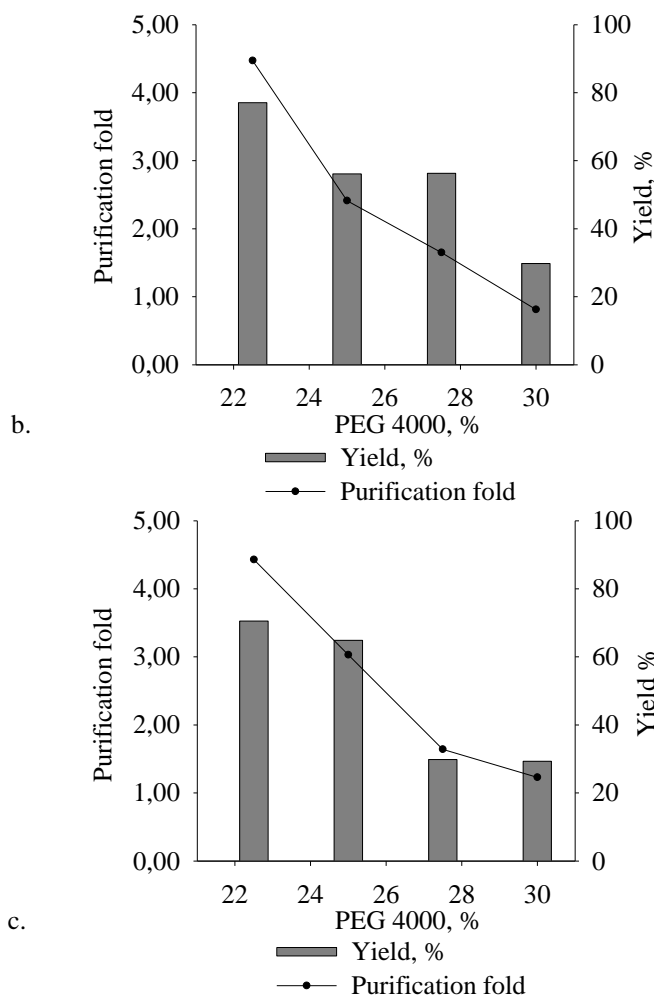 5,00
4,00
3,00
2,00
1,00
0,00
Purification fold
100
80
60
40
20
0
Yield, %
22 24 26 28 30
PEG 4000, %
b.
Yield, %
Purification fold
5,00
4,00
3,00
2,00
1,00
0,00
Purification fold
100
80
60
40
20
0
Yield %
22 24 26 28 30
PEG 4000, %
c.
Yield, %
Purification fold